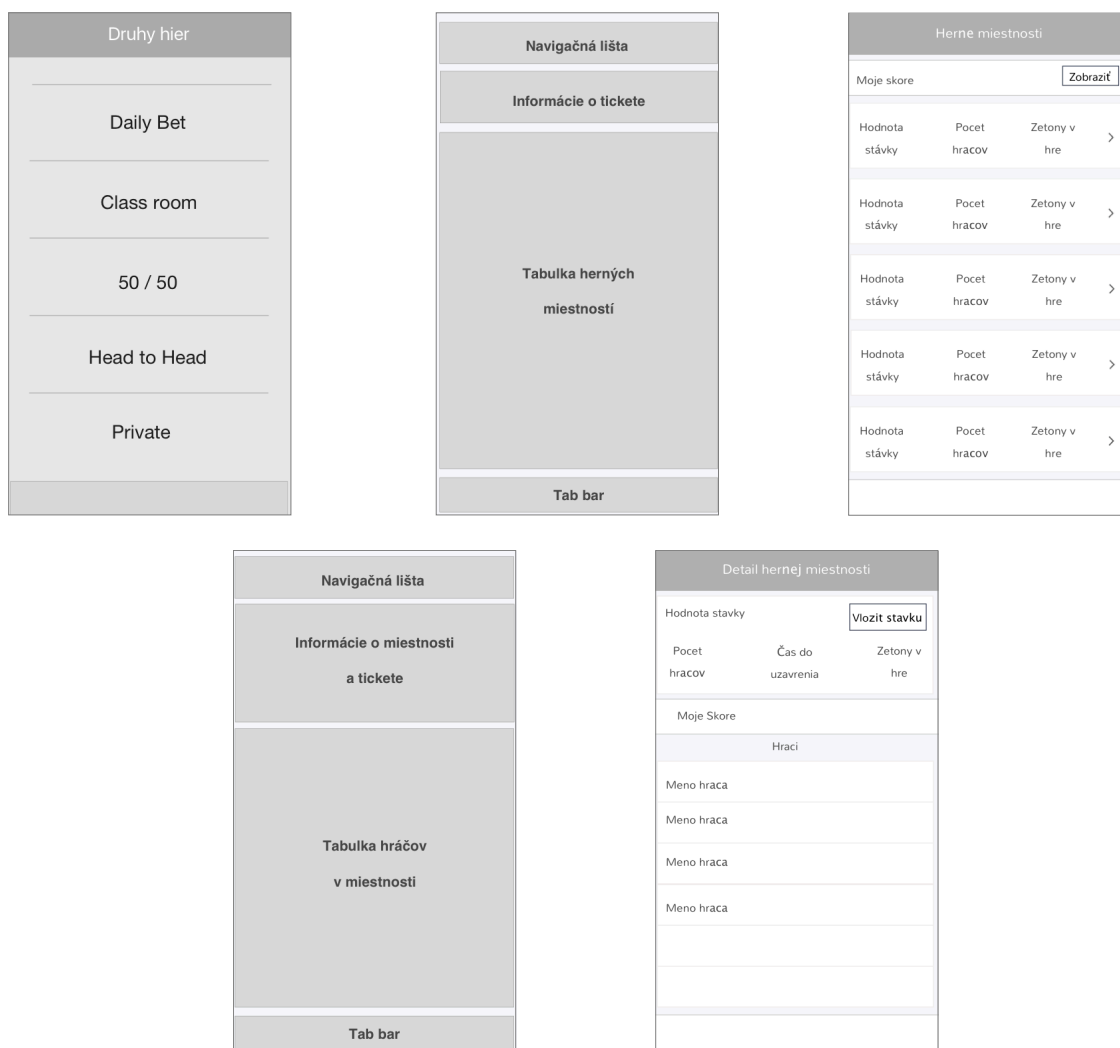 Druhy hier
Daily Bet
Class room
50 / 50
Head to Head
Private
Navigačná lišta
Informácie o tickete
Tabulka herných
miestností
Tab bar
Herne miestnosti
Moje skore
Zobraziť
Hodnota Pocet Zetony v
stávky hracov hre
Hodnota Pocet Zetony v
stávky hracov hre
Hodnota Pocet Zetony v
stávky hracov hre
Hodnota Pocet Zetony v
stávky hracov hre
Hodnota Pocet Zetony v
stávky hracov hre
Navigačná lišta
Informácie o miestnosti
a tickete
Tabulka hráčov
v miestnosti
Tab bar
Detail hernej miestnosti
Hodnota stavky
Vlozit stavku
Pocet Čas do Zetony v
hracov uzavrenia hre
Moje Skore
Hraci
Meno hraca
Meno hraca
Meno hraca
Meno hraca